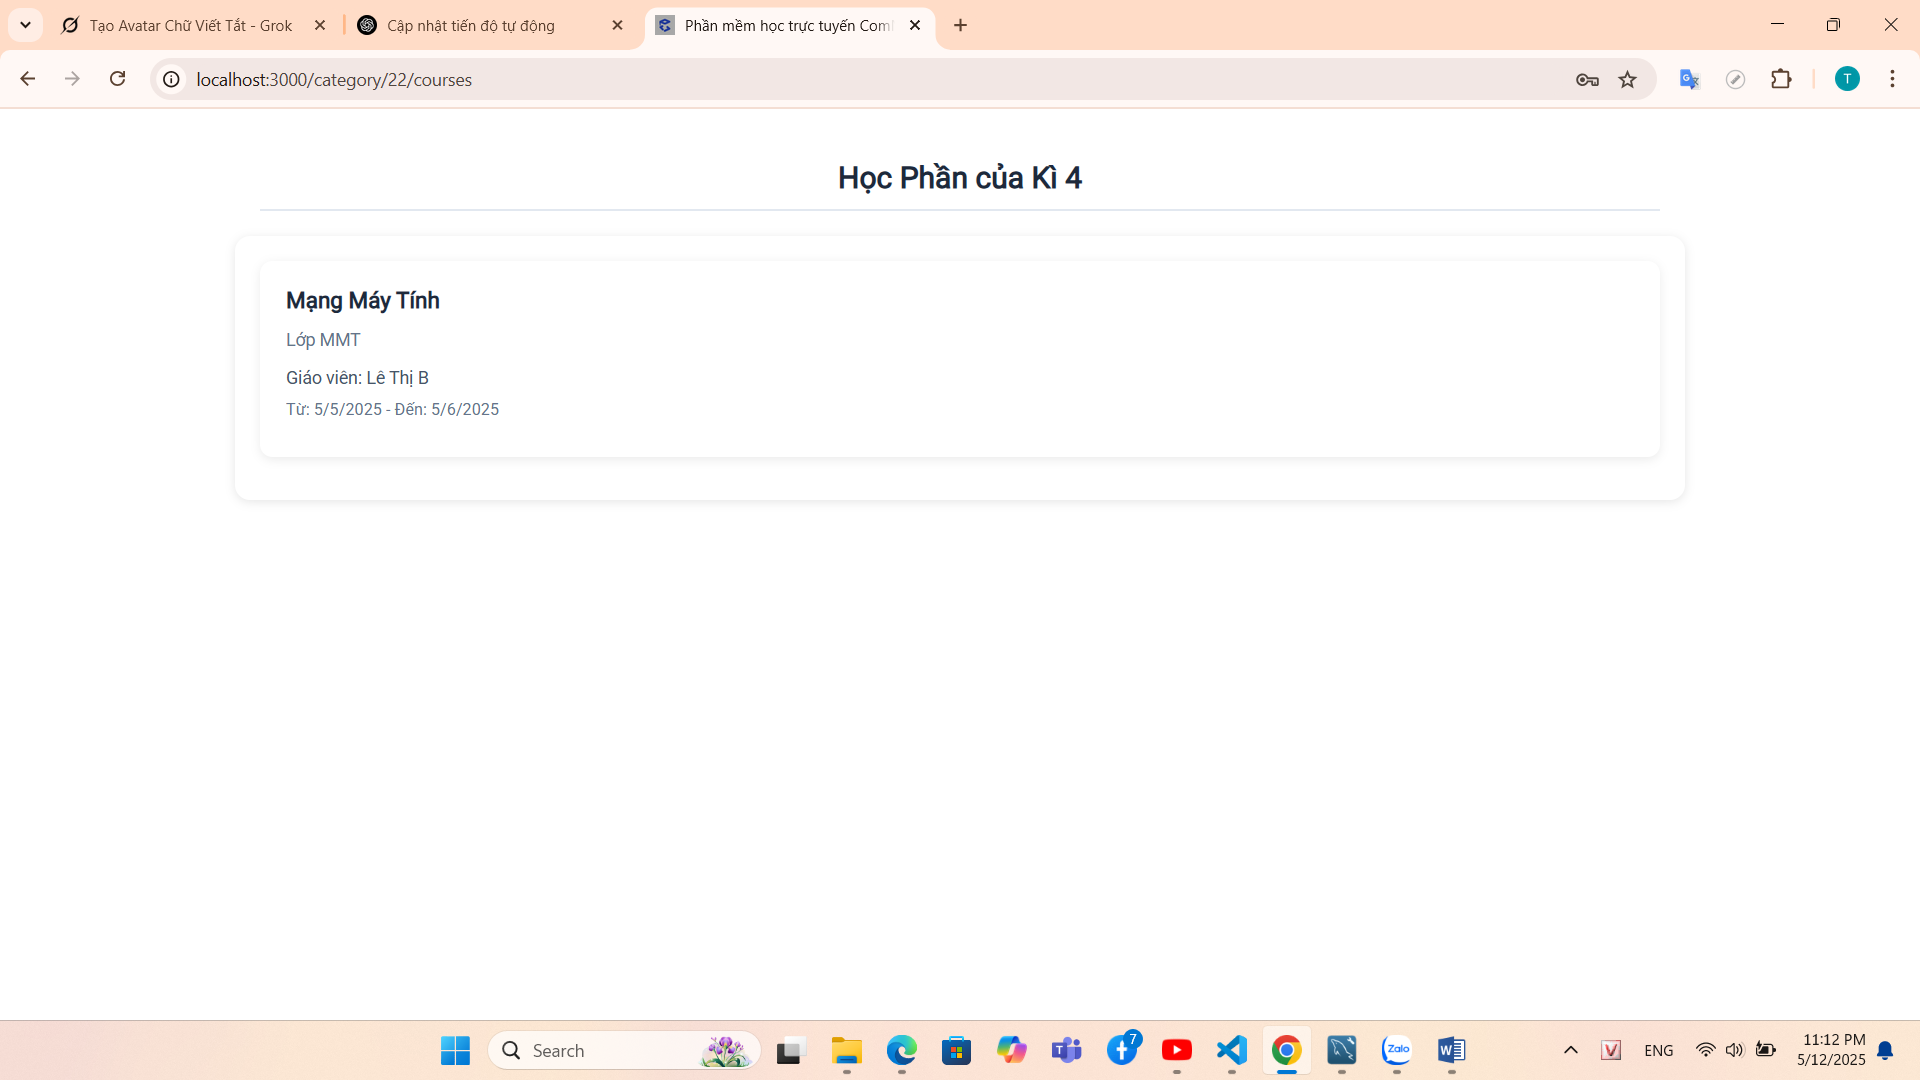 Tạo Avatar Chữ Viết Tắt - Grok
Cập nhật tiến độ tự động
Phần mềm học trực tuyến Com
localhost:3000/category/22/courses
T
Học Phần của Kì 4
Mạng Máy Tính
Lớp MMT
Giáo viên: Lê Thị B
Từ: 5/5/2025 - Đến: 5/6/2025
Search
7
Zalo
V
ENG
11:12 PM
5/12/2025